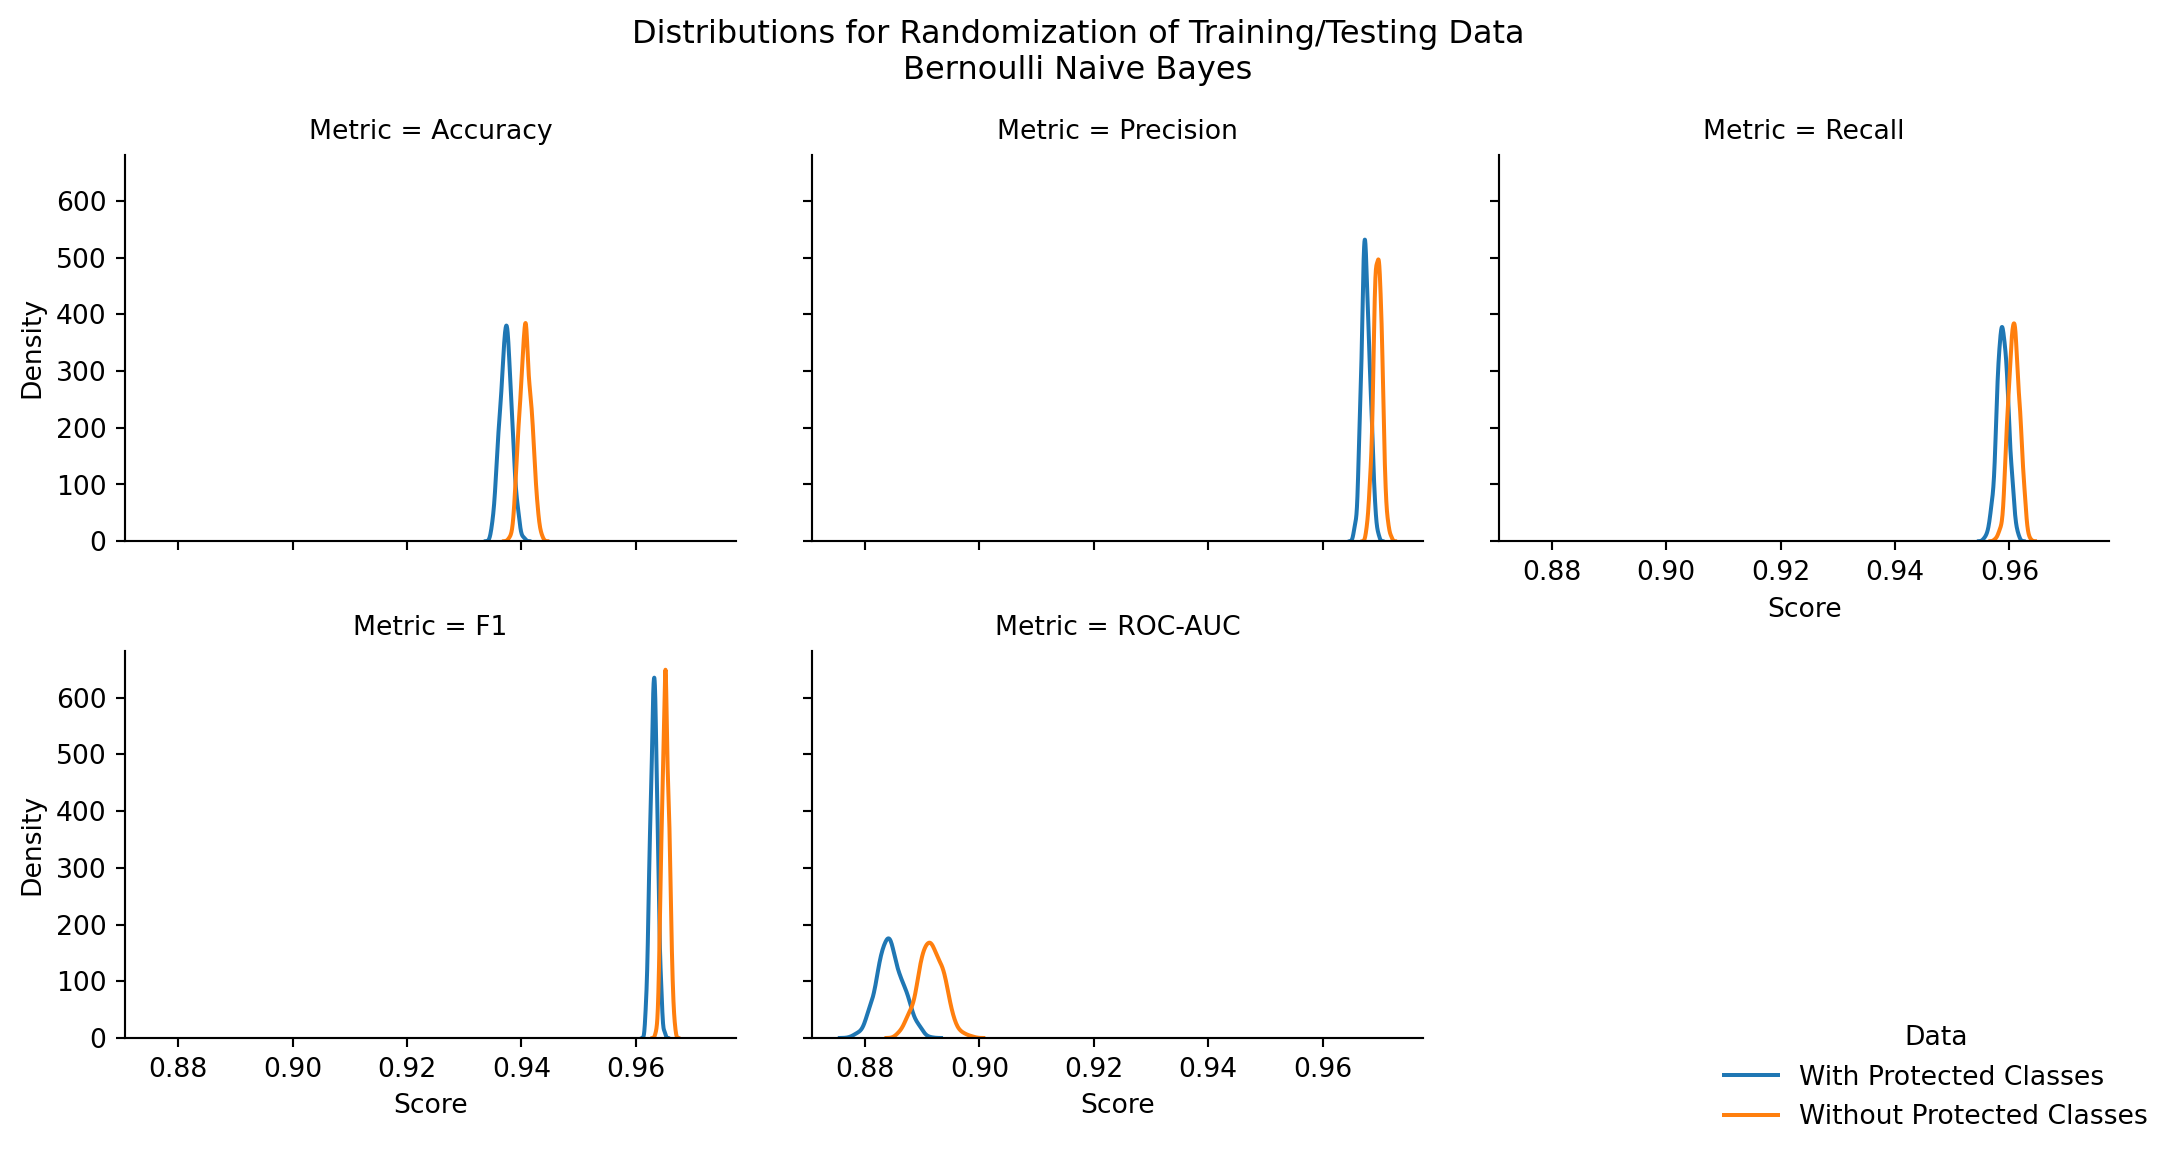 Distributions for Randomization of Training/Testing Data
Bernoulli Naive Bayes
Metric = Accuracy
Metric = Precision
Metric = Recall
600
500
400
300
200
100
0
Density
0.88 0.90 0.92 0.94 0.96
Score
Metric = F1
Metric = ROC-AUC
600
500
400
300
200
100
0
Density
0.88 0.90 0.92 0.94 0.96
Score
0.88 0.90 0.92 0.94 0.96
Score
Data
With Protected Classes
Without Protected Classes